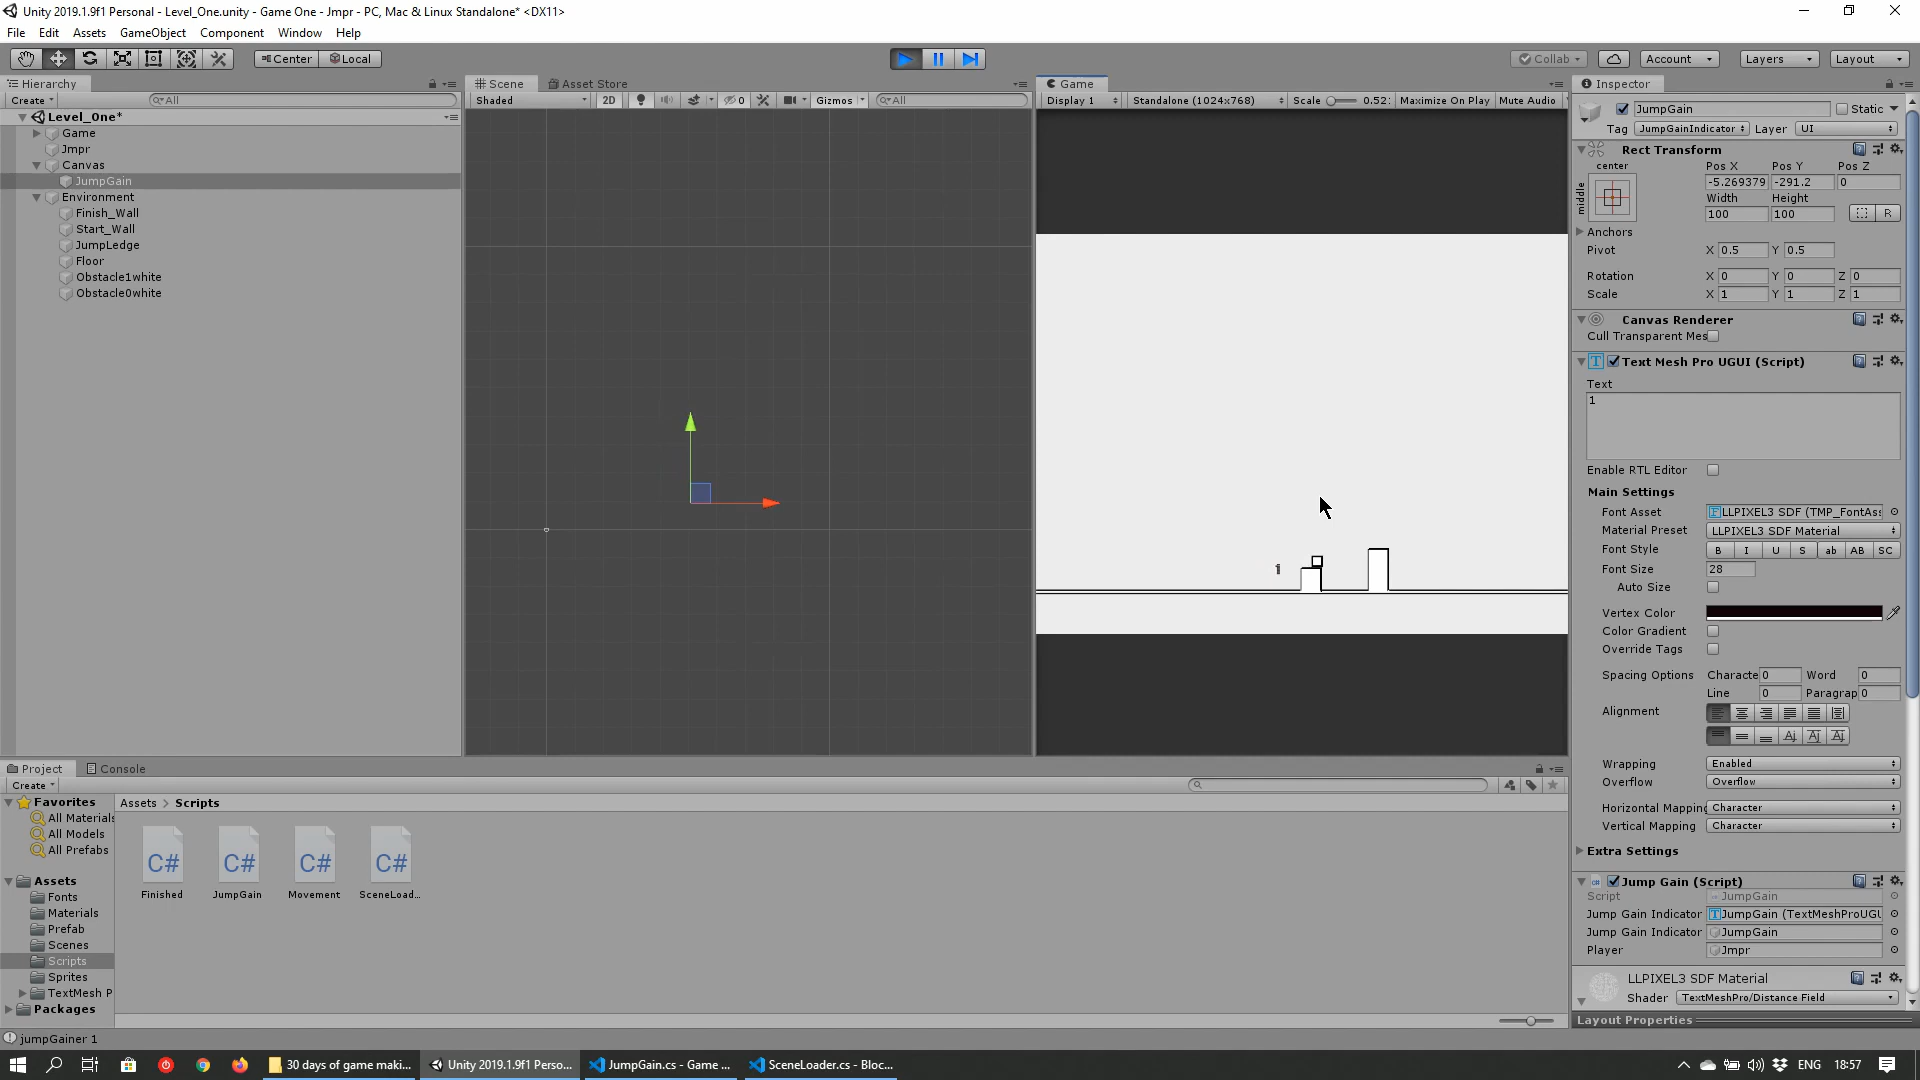 Unity 2019.1.9f1 Personal - Level_One.unity - Game One - Jmpr - PC, Mac & Linux Standalone* <DX11>
File Edit Assets GameObject Component Window Help
Center Local Collab Account Layers Layout
Hierarchy
Create All
Level_One*
Game
Jmpr
Canvas
JumpGain
Environment
Finish_Wall
Start_Wall
JumpLedge
Floor
Obstacle1white
Obstacle0white
Scene Asset Store
Shaded 2D 0 Gizmos All
Game
Display 1 Standalone (1024x768) Scale 0.52: Maximize On Play Mute Audio
1
Inspector
JumpGain Static
Tag JumpGainIndicator Layer UI
Rect Transform
center Pos X Pos Y Pos Z
middle -5.269379 -291.2 0
Width Height
100 100 R
Anchors
Pivot X 0.5 Y 0.5
Rotation X 0 Y 0 Z 0
Scale X 1 Y 1 Z 1
Canvas Renderer
Cull Transparent Mes
Text Mesh Pro UGUI (Script)
Text
1
Enable RTL Editor
Main Settings
Font Asset LLPIXEL3 SDF (TMP_FontAss
Material Preset LLPIXEL3 SDF Material
Font Style B I U S ab AB SC
Font Size 28
Auto Size
Vertex Color
Color Gradient
Override Tags
Spacing Options Characte 0 Word 0
Line 0 Paragrap 0
Alignment
Wrapping Enabled
Overflow Overflow
Horizontal Mapping Character
Vertical Mapping Character
Extra Settings
Jump Gain (Script)
Script JumpGain
Jump Gain Indicator JumpGain (TextMeshProUGU
Jump Gain Indicator JumpGain
Player Jmpr
LLPIXEL3 SDF Material
Shader TextMeshPro/Distance Field
Layout Properties
Project Console
Create
Favorites
All Materials
All Models
All Prefabs
Assets
Fonts
Materials
Prefab
Scenes
Scripts
Sprites
TextMesh P
Packages
Assets > Scripts
C# C# C# C#
Finished JumpGain Movement SceneLoad...
jumpGainer 1
30 days of game maki... Unity 2019.1.9f1 Perso... JumpGain.cs - Game ... SceneLoader.cs - Bloc... ENG 18:57